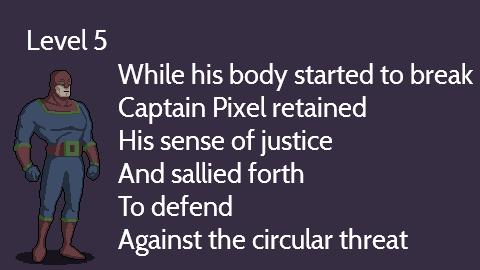 Level 5
While his body started to break
Captain Pixel retained
His sense of justice
And sallied forth
To defend
Against the circular threat